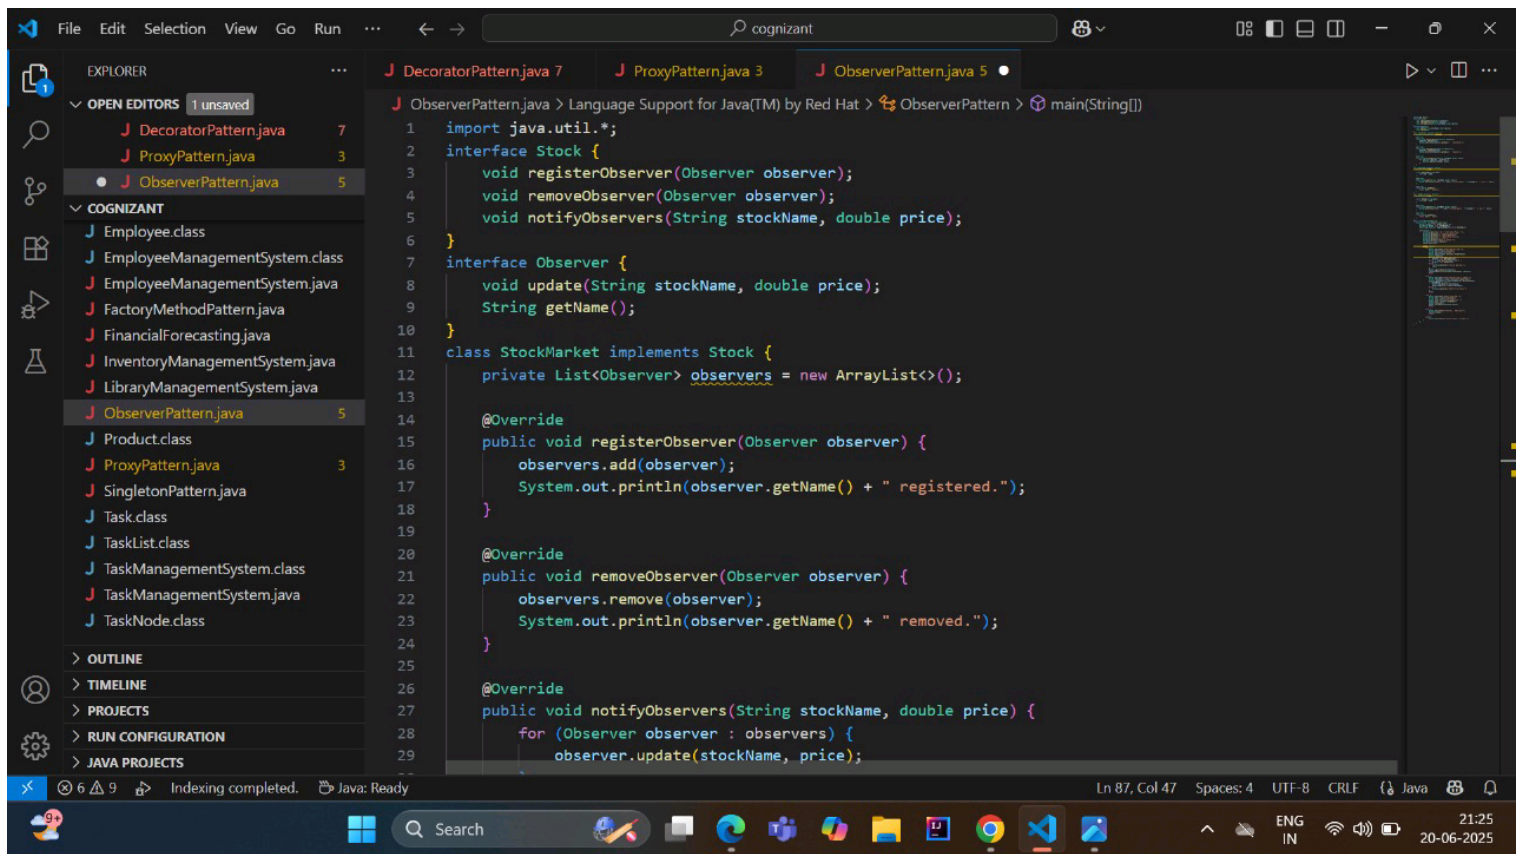 File Edit Selection View Go Run ··· cognizant
EXPLORER ···
OPEN EDITORS 1 unsaved
J DecoratorPattern.java 7
J ProxyPattern.java 3
J ObserverPattern.java 5
COGNIZANT
J Employee.class
J EmployeeManagementSystem.class
J EmployeeManagementSystem.java
J FactoryMethodPattern.java
J FinancialForecasting.java
J InventoryManagementSystem.java
J LibraryManagementSystem.java
J ObserverPattern.java 5
J Product.class
J ProxyPattern.java 3
J SingletonPattern.java
J Task.class
J TaskList.class
J TaskManagementSystem.class
J TaskManagementSystem.java
J TaskNode.class
OUTLINE
TIMELINE
PROJECTS
RUN CONFIGURATION
JAVA PROJECTS
1
J DecoratorPattern.java 7 J ProxyPattern.java 3 J ObserverPattern.java 5
J ObserverPattern.java > Language Support for Java(TM) by Red Hat > ObserverPattern > main(String[])
1 import java.util.*;
2 interface Stock {
3 void registerObserver(Observer observer);
4 void removeObserver(Observer observer);
5 void notifyObservers(String stockName, double price);
6 }
7 interface Observer {
8 void update(String stockName, double price);
9 String getName();
10 }
11 class StockMarket implements Stock {
12 private List<Observer> observers = new ArrayList<>();
13
14 @Override
15 public void registerObserver(Observer observer) {
16 observers.add(observer);
17 System.out.println(observer.getName() + " registered.");
18 }
19
20 @Override
21 public void removeObserver(Observer observer) {
22 observers.remove(observer);
23 System.out.println(observer.getName() + " removed.");
24 }
25
26 @Override
27 public void notifyObservers(String stockName, double price) {
28 for (Observer observer : observers) {
29 observer.update(stockName, price);
6 9 Indexing completed. Java: Ready Ln 87, Col 47 Spaces: 4 UTF-8 CRLF Java
9+ Search ENG IN 21:25 20-06-2025